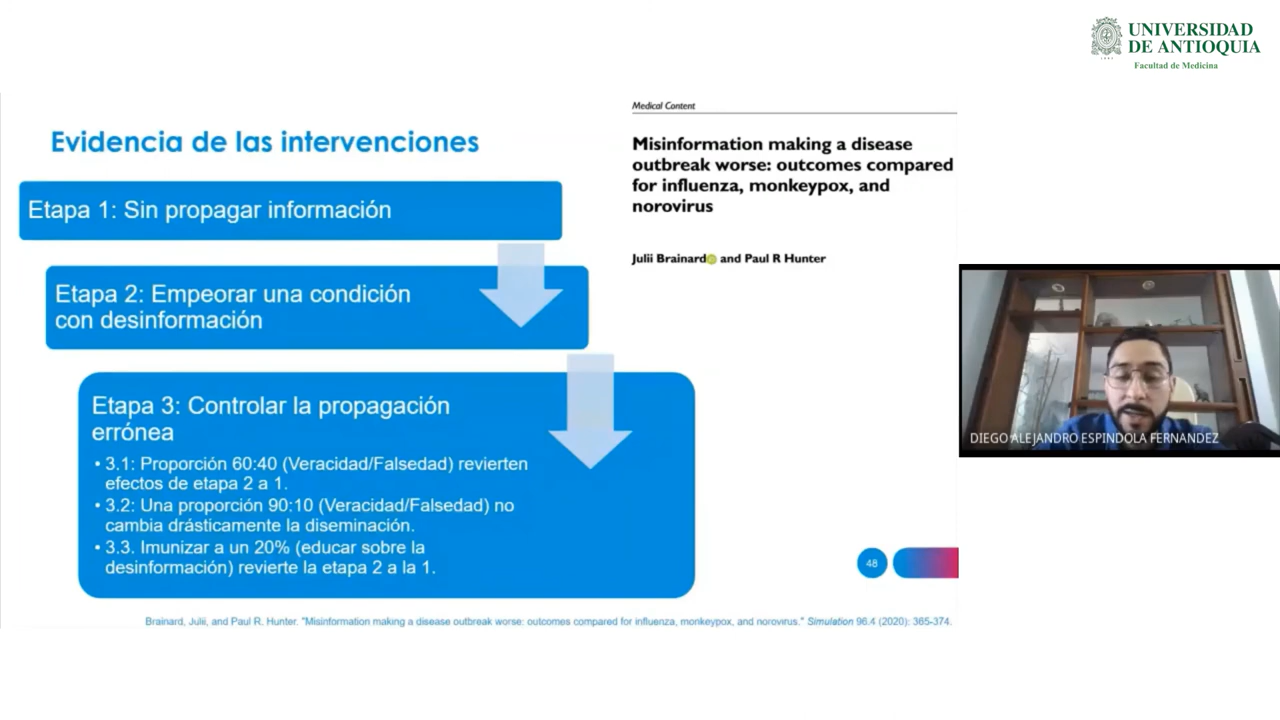 UNIVERSIDAD
DE ANTIOQUIA
Facultad de Medicina
Evidencia de las intervenciones
Etapa 1: Sin propagar información
Etapa 2: Empeorar una condición
con desinformación
Etapa 3: Controlar la propagación
errónea
• 3.1: Proporción 60:40 (Veracidad/Falsedad) revierten
efectos de etapa 2 a 1.
• 3.2: Una proporción 90:10 (Veracidad/Falsedad) no
cambia drásticamente la diseminación.
• 3.3. Imunizar a un 20% (educar sobre la
desinformación) revierte la etapa 2 a la 1.
Medical Content
Misinformation making a disease
outbreak worse: outcomes compared
for influenza, monkeypox, and
norovirus
Julii Brainard and Paul R Hunter
48
Brainard, Julii, and Paul R. Hunter. "Misinformation making a disease outbreak worse: outcomes compared for influenza, monkeypox, and norovirus." Simulation 96.4 (2020): 365-374.
DIEGO ALEJANDRO ESPINDOLA FERNANDEZ